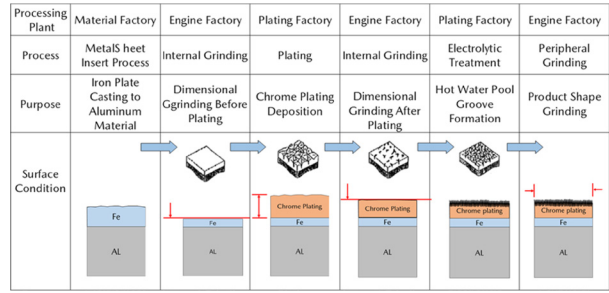 Processing Plant
Material Factory
Engine Factory
Plating Factory
Engine Factory
Plating Factory
Engine Factory
Process
MetalS heet
Insert Process
Internal Grinding
Plating
Internal Grinding
Electrolytic
Treatment
Peripheral
Grinding
Purpose
Iron Plate
Casting to
Aluminum
Material
Dimensional
Ggrinding Before
Plating
Chrome Plating
Deposition
Dimensional
Grinding After
Plating
Hot Water Pool
Groove
Formation
Product Shape
Grinding
Surface
Condition
Fe
AL
Fe
AL
Chrome Plating
Fe
AL
Chrome Plating
Fe
AL
Chrome plating
Fe
AL
Chrome plating
Fe
AL